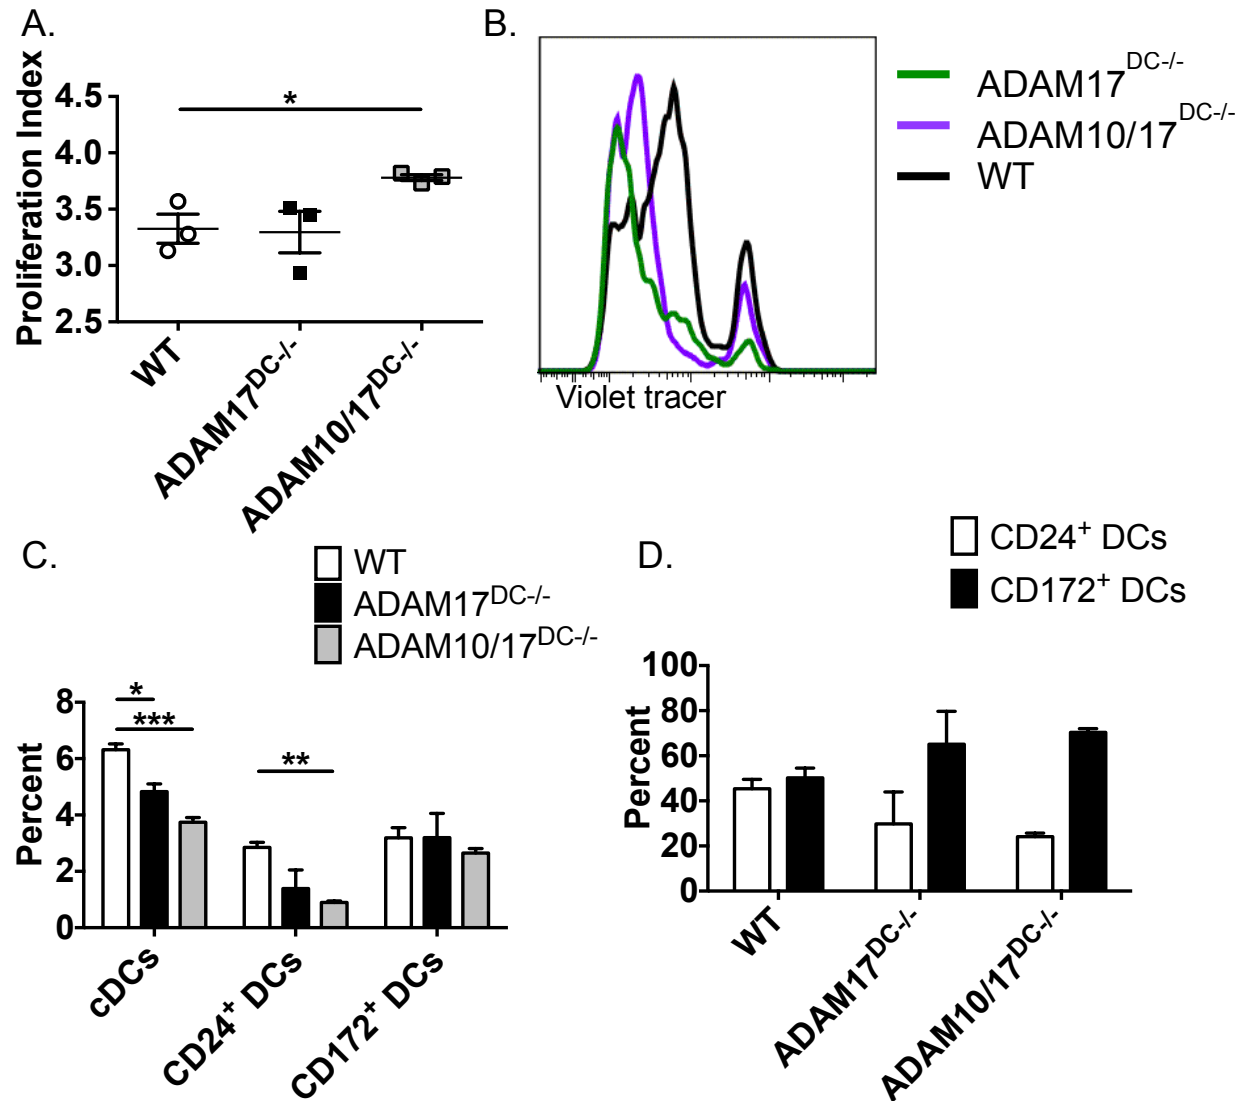 A.
Proliferation Index
4.5
4.0
3.5
3.0
2.5
*
WT
ADAM17DC-/-
ADAM10/17DC-/-
B.
ADAM17DC-/-
ADAM10/17DC-/-
WT
Violet tracer
C.
WT
ADAM17DC-/-
ADAM10/17DC-/-
Percent
8
6
4
2
0
*
***
**
cDCs
CD24+ DCs
CD172+ DCs
D.
CD24+ DCs
CD172+ DCs
Percent
100
80
60
40
20
0
WT
ADAM17DC-/-
ADAM10/17DC-/-